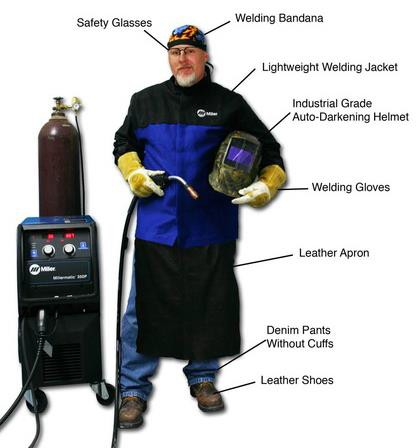 Safety Glasses
Welding Bandana
Lightweight Welding Jacket
Industrial Grade
Auto-Darkening Helmet
Miller
Welding Gloves
Leather Apron
Miller
Millermatic 350P
Denim Pants
Without Cuffs
Leather Shoes